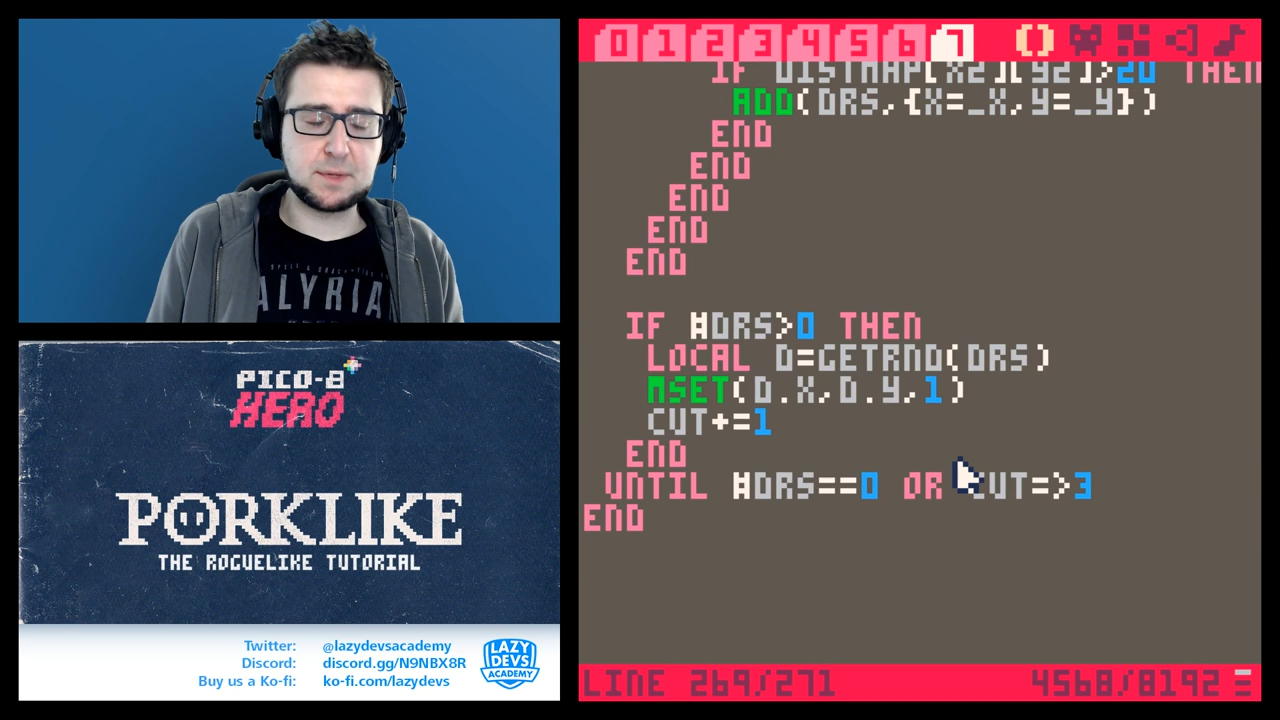 0 1 2 3 4 5 6 7 ()
IF DISTMAP[X2][Y2]>20 THEN
ADD(DRS,{X=_X,Y=_Y})
END
END
END
END
END
IF #DRS>0 THEN
LOCAL D=GETRND(DRS)
MSET(D.X,D.Y,1)
CUT+=1
END
UNTIL #DRS==0 OR CUT=>3
END
LINE 269/271 4568/8192
ALYRIA
PICO-8
HERO
PORKLIKE
THE ROGUELIKE TUTORIAL
Twitter: @lazydevsacademy
Discord: discord.gg/N9NBX8R
Buy us a Ko-fi: ko-fi.com/lazydevs
LAZY
DEVS
ACADEMY